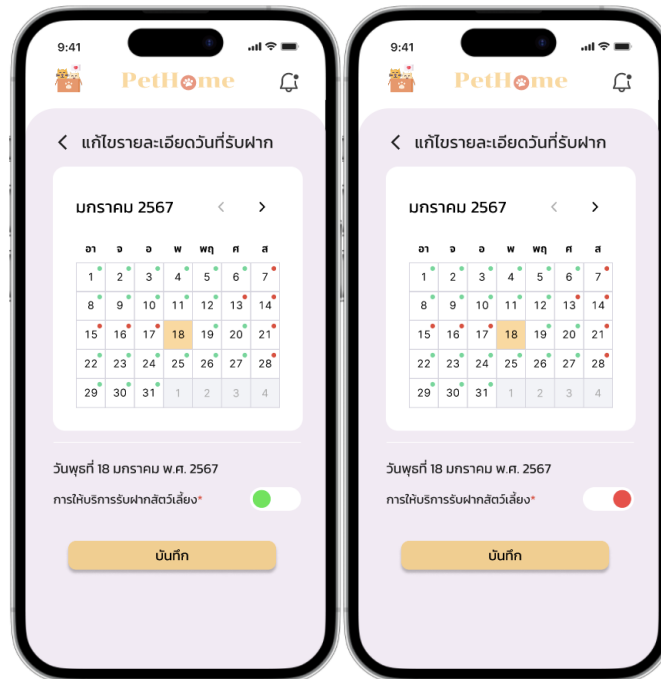 9:41
PetHome
แก้ไขรายละเอียดวันที่รับฝาก
มกราคม 2567
อา จ อ พ พฤ ศ ส
1 2 3 4 5 6 7
8 9 10 11 12 13 14
15 16 17 18 19 20 21
22 23 24 25 26 27 28
29 30 31 1 2 3 4
วันพุธที่ 18 มกราคม พ.ศ. 2567
การให้บริการรับฝากสัตว์เลี้ยง*
บันทึก
9:41
PetHome
แก้ไขรายละเอียดวันที่รับฝาก
มกราคม 2567
อา จ อ พ พฤ ศ ส
1 2 3 4 5 6 7
8 9 10 11 12 13 14
15 16 17 18 19 20 21
22 23 24 25 26 27 28
29 30 31 1 2 3 4
วันพุธที่ 18 มกราคม พ.ศ. 2567
การให้บริการรับฝากสัตว์เลี้ยง*
บันทึก